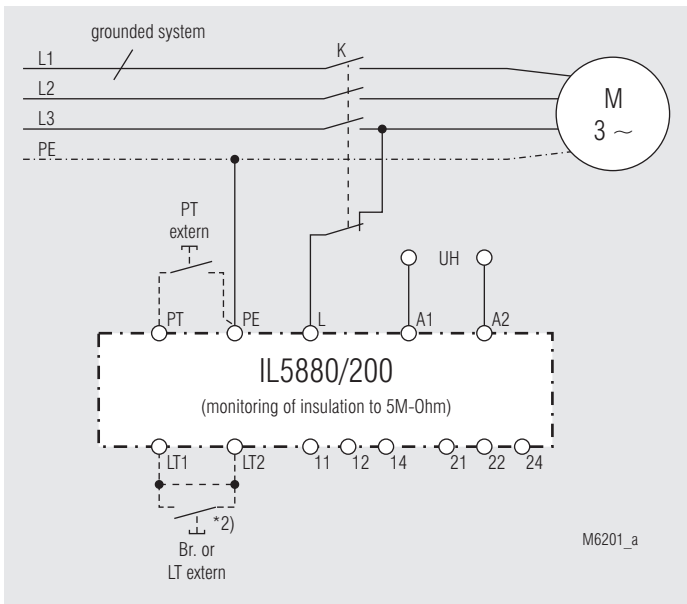 grounded system
L1
K
L2
M
3 ~
L3
PE
PT
extern
UH
PT
PE
L
A1
A2
IL5880/200
(monitoring of insulation to 5M-Ohm)
LT1
LT2
11
12
14
21
22
24
*2)
Br. or
LT extern
M6201_a